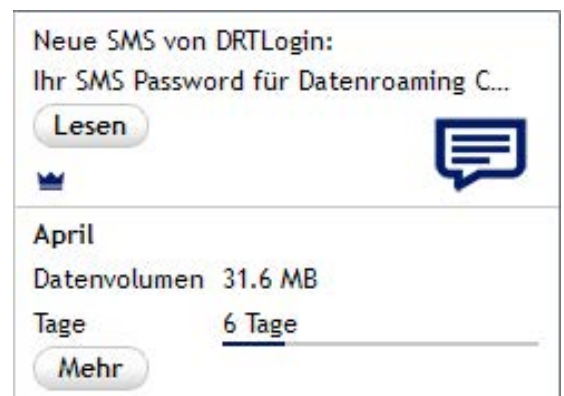 Neue SMS von DRTLogin:
Ihr SMS Password für Datenroaming C...
Lesen
April
Datenvolumen 31.6 MB
Tage 6 Tage
Mehr